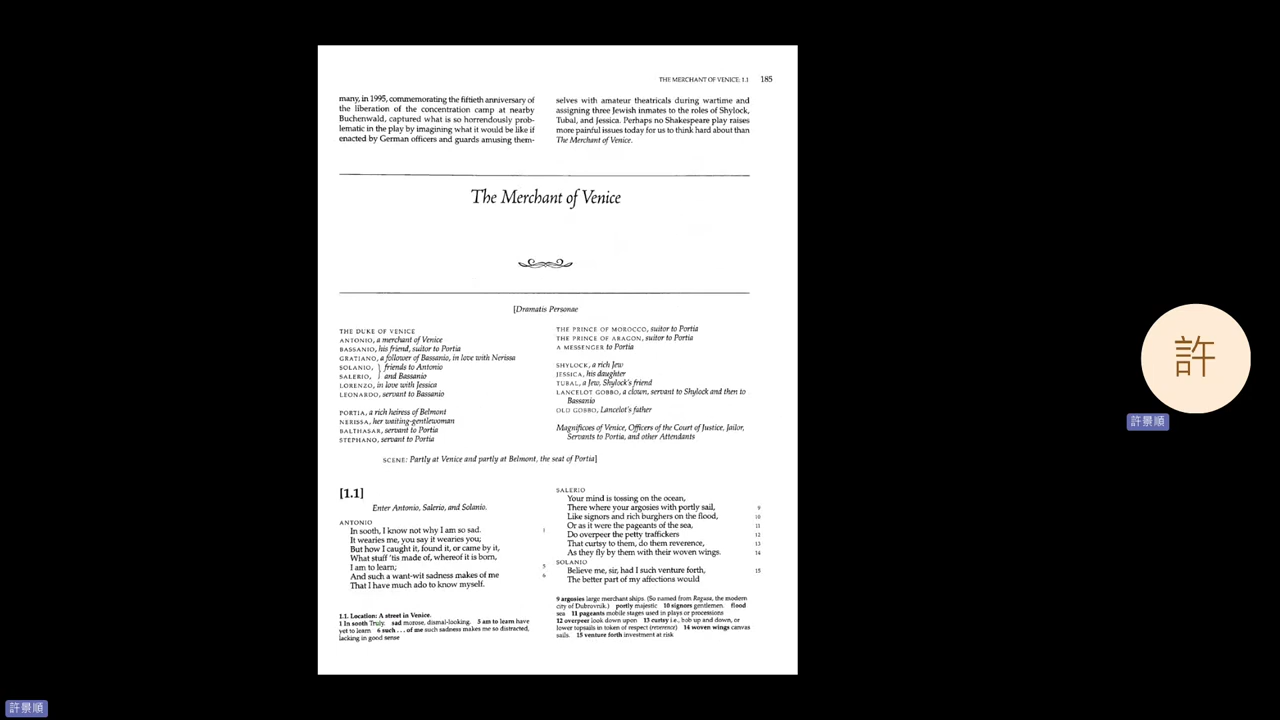 THE MERCHANT OF VENICE: 1.1 185
many, in 1995, commemorating the fiftieth anniversary of
the liberation of the concentration camp at nearby
Buchenwald, captured what is so horrendously prob-
lematic in the play by imagining what it would be like if
enacted by German officers and guards amusing them-
selves with amateur theatricals during wartime and
assigning three Jewish inmates to the roles of Shylock,
Tubal, and Jessica. Perhaps no Shakespeare play raises
more painful issues today for us to think hard about than
The Merchant of Venice.
The Merchant of Venice
[Dramatis Personae
THE DUKE OF VENICE
ANTONIO, a merchant of Venice
BASSANIO, his friend, suitor to Portia
GRATIANO, a follower of Bassanio, in love with Nerissa
SOLANIO, } friends to Antonio
SALERIO, and Bassanio
LORENZO, in love with Jessica
LEONARDO, servant to Bassanio
PORTIA, a rich heiress of Belmont
NERISSA, her waiting-gentlewoman
BALTHASAR, servant to Portia
STEPHANO, servant to Portia
THE PRINCE OF MOROCCO, suitor to Portia
THE PRINCE OF ARAGON, suitor to Portia
A MESSENGER to Portia
SHYLOCK, a rich Jew
JESSICA, his daughter
TUBAL, a Jew, Shylock's friend
LANCELOT GOBBO, a clown, servant to Shylock and then to
Bassanio
OLD GOBBO, Lancelot's father
Magnificoes of Venice, Officers of the Court of Justice, Jailor,
Servants to Portia, and other Attendants
SCENE: Partly at Venice and partly at Belmont, the seat of Portia]
[1.1]
Enter Antonio, Salerio, and Solanio.
ANTONIO
In sooth, I know not why I am so sad. 1
It wearies me, you say it wearies you;
But how I caught it, found it, or came by it,
What stuff 'tis made of, whereof it is born,
I am to learn; 5
And such a want-wit sadness makes of me 6
That I have much ado to know myself.
SALERIO
Your mind is tossing on the ocean,
There where your argosies with portly sail, 9
Like signors and rich burghers on the flood, 10
Or as it were the pageants of the sea, 11
Do overpeer the petty traffickers 12
That curtsy to them, do them reverence, 13
As they fly by them with their woven wings. 14
SOLANIO
Believe me, sir, had I such venture forth, 15
The better part of my affections would
1.1. Location: A street in Venice.
1 In sooth Truly. sad morose, dismal-looking. 5 am to learn have
yet to learn 6 such . . . of me such sadness makes me so distracted,
lacking in good sense
9 argosies large merchant ships. (So named from Ragusa, the modern
city of Dubrovnik.) portly majestic 10 signors gentlemen. flood
sea 11 pageants mobile stages used in plays or processions
12 overpeer look down upon 13 curtsy i.e., bob up and down, or
lower topsails in token of respect (reverence) 14 woven wings canvas
sails. 15 venture forth investment at risk
許
許景順
許景順